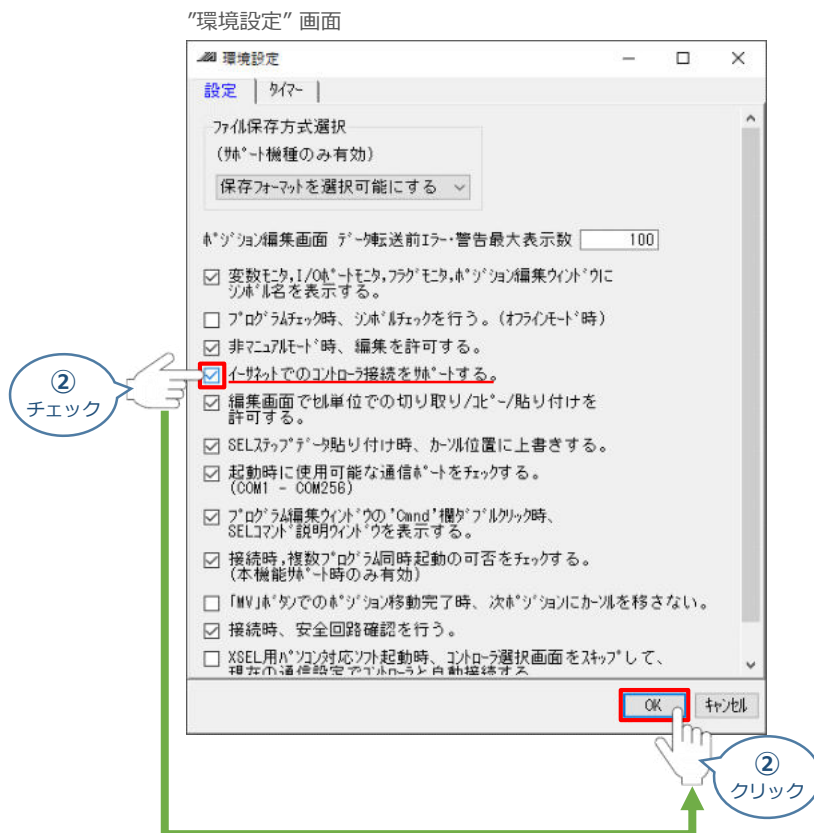 "環境設定" 画面
環境設定
設定 タイマー
ファイル保存方式選択
(サポート機種のみ有効)
保存フォーマットを選択可能にする
ポジション編集画面 データ転送前エラー・警告最大表示数 100
変数モニタ,I/Oポートモニタ,フラグモニタ,ポジション編集ウィンドウに
シンボル名を表示する。
プログラムチェック時、シンボルチェックを行う。(オフラインモード時)
非マニュアルモード時、編集を許可する。
イーサネットでのコントローラ接続をサポートする。
② チェック
編集画面でセル単位での切り取り/コピー/貼り付けを
許可する。
SELステップデータ貼り付け時、カーソル位置に上書きする。
起動時に使用可能な通信ポートをチェックする。
(COM1 - COM256)
プログラム編集ウィンドウの'Cmnd'欄ダブルクリック時、
SELコマンド説明ウィンドウを表示する。
接続時,複数プログラム同時起動の可否をチェックする。
(本機能サポート時のみ有効)
「MV」ボタンでのポジション移動完了時、次ポジションにカーソルを移さない。
接続時、安全回路確認を行う。
XSEL用パソコン対応ソフト起動時、コントローラ選択画面をスキップして、
現在の通信設定でコントローラと自動接続する
OK キャンセル
② クリック